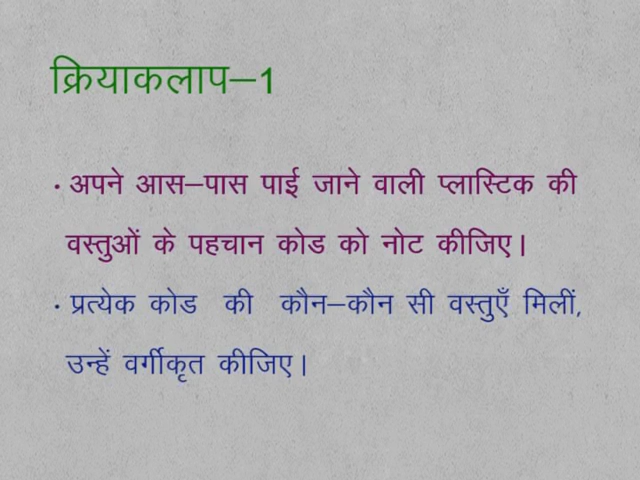 क्रियाकलाप–1
• अपने आस–पास पाई जाने वाली प्लास्टिक की
वस्तुओं के पहचान कोड को नोट कीजिए।
• प्रत्येक कोड की कौन–कौन सी वस्तुएँ मिलीं,
उन्हें वर्गीकृत कीजिए।